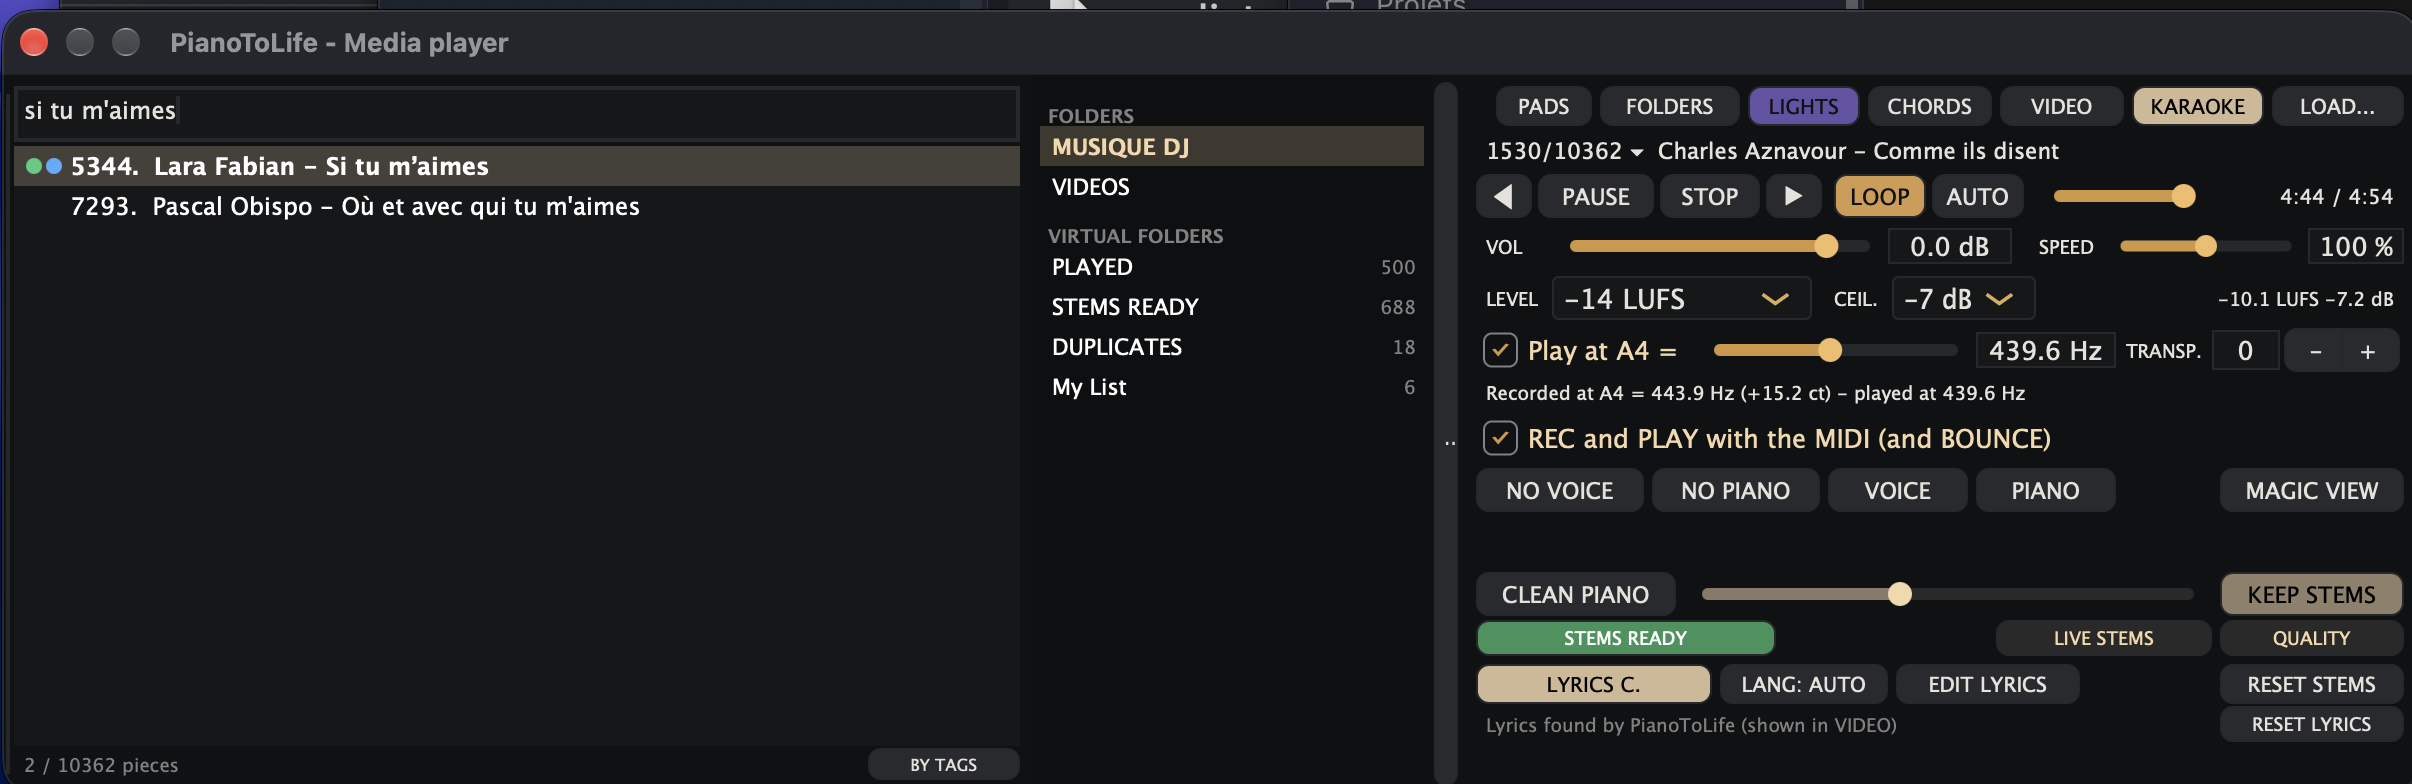 Projets
PianoToLife - Media player
si tu m'aimes
5344. Lara Fabian – Si tu m’aimes
7293. Pascal Obispo – Où et avec qui tu m'aimes
2 / 10362 pieces
BY TAGS
FOLDERS
MUSIQUE DJ
VIDEOS
VIRTUAL FOLDERS
PLAYED 500
STEMS READY 688
DUPLICATES 18
My List 6
..
PADS FOLDERS LIGHTS CHORDS VIDEO KARAOKE LOAD...
1530/10362 Charles Aznavour – Comme ils disent
PAUSE STOP LOOP AUTO 4:44 / 4:54
VOL 0.0 dB SPEED 100 %
LEVEL -14 LUFS CEIL. -7 dB -10.1 LUFS -7.2 dB
Play at A4 = 439.6 Hz TRANSP. 0 - +
Recorded at A4 = 443.9 Hz (+15.2 ct) – played at 439.6 Hz
REC and PLAY with the MIDI (and BOUNCE)
NO VOICE NO PIANO VOICE PIANO MAGIC VIEW
CLEAN PIANO KEEP STEMS
STEMS READY LIVE STEMS QUALITY
LYRICS C. LANG: AUTO EDIT LYRICS RESET STEMS
Lyrics found by PianoToLife (shown in VIDEO) RESET LYRICS